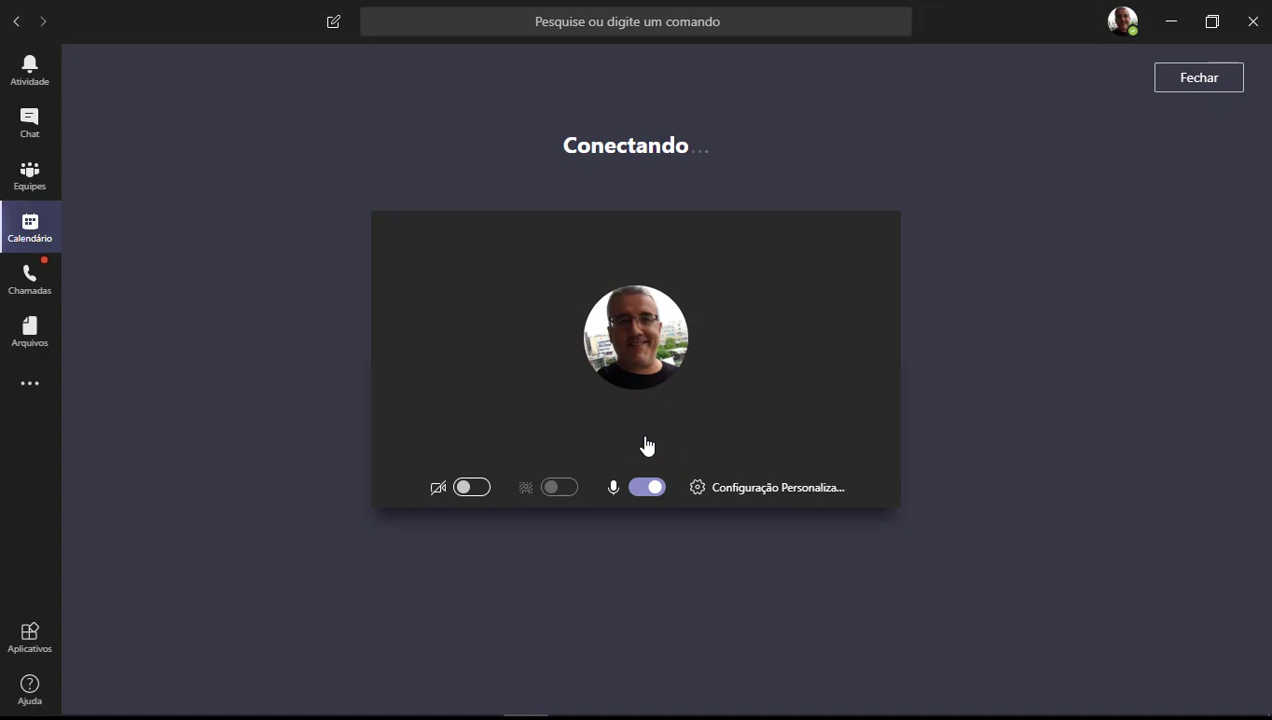 Pesquise ou digite um comando
Atividade
Chat
Equipes
Calendário
Chamadas
Arquivos
Aplicativos
Ajuda
Fechar
Conectando...
Configuração Personaliza...